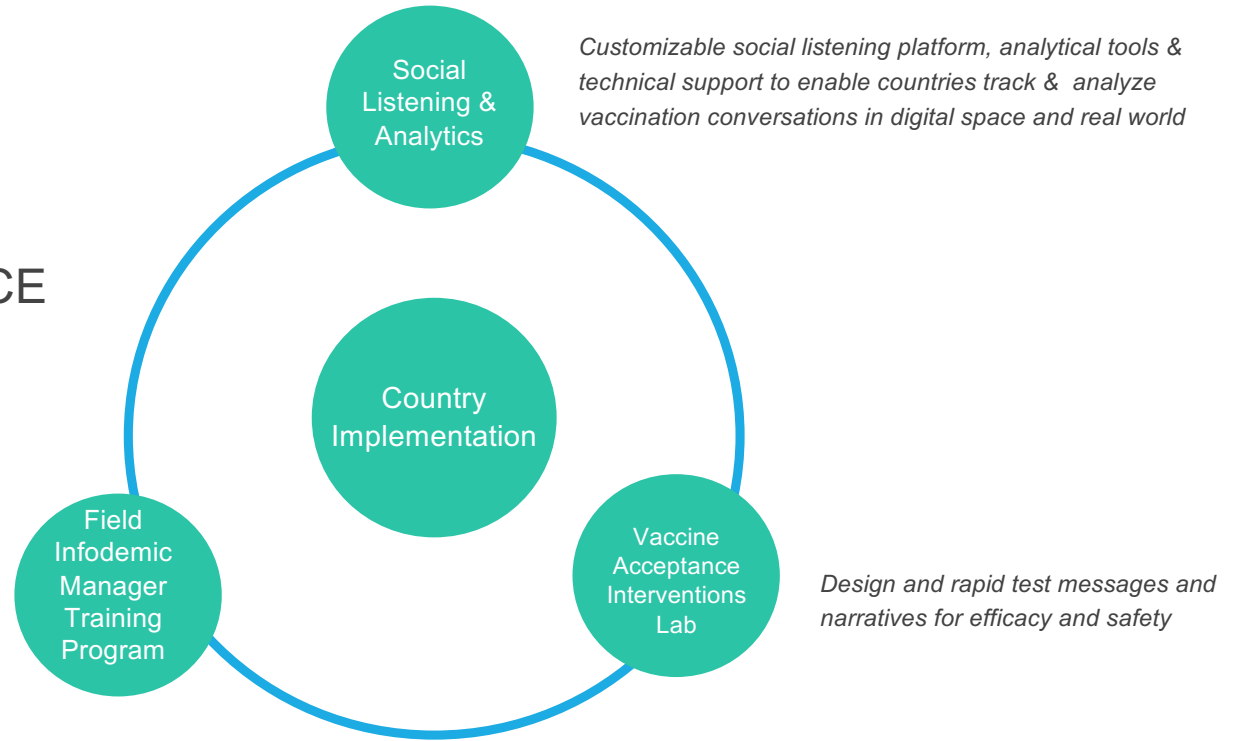 Social
Listening &
Analytics
Customizable social listening platform, analytical tools &
technical support to enable countries track & analyze
vaccination conversations in digital space and real world
CE
Country
Implementation
Field
Infodemic
Manager
Training
Program
Vaccine
Acceptance
Interventions
Lab
Design and rapid test messages and
narratives for efficacy and safety